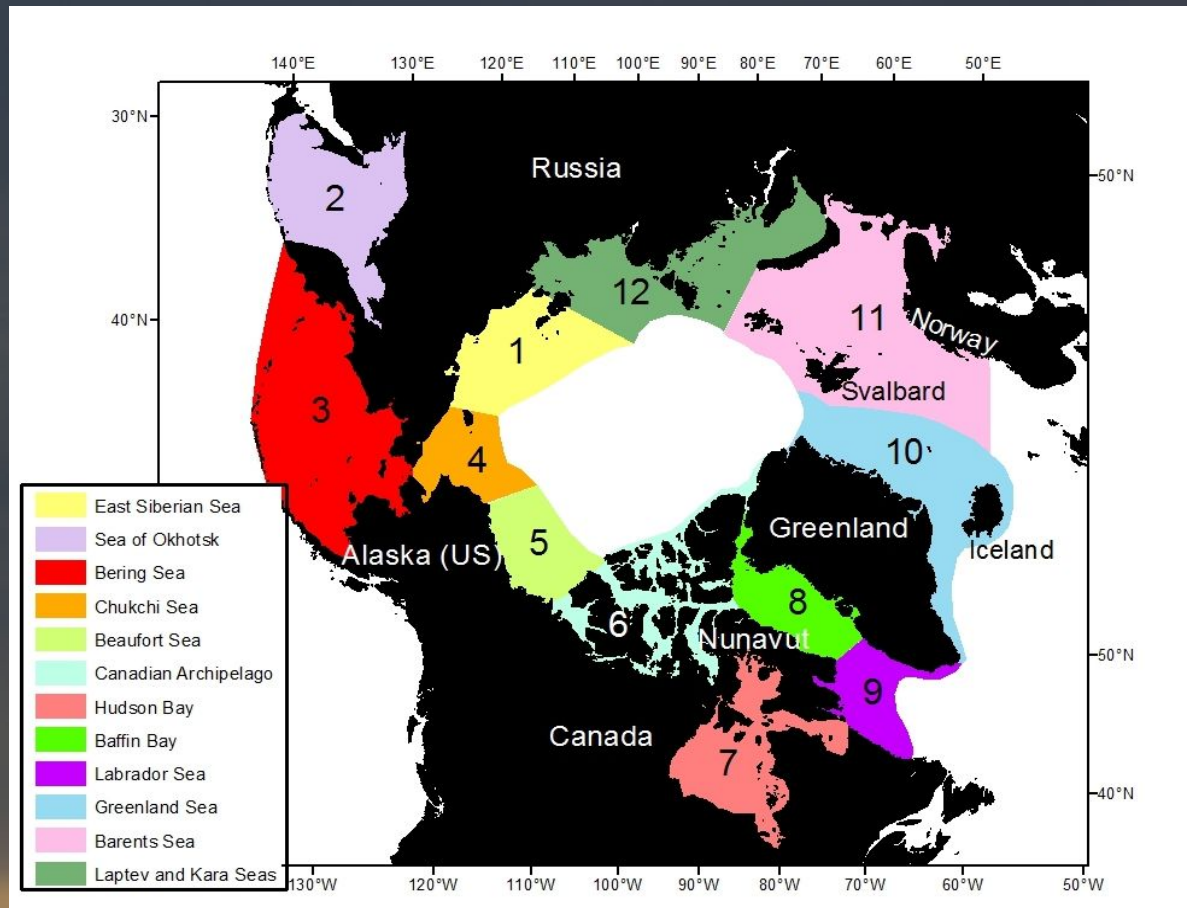 140°E 130°E 120°E 110°E 100°E 90°E 80°E 70°E 60°E 50°E
30°N
Russia
50°N
2
12
40°N
11
Norway
1
Svalbard
3
10
4
East Siberian Sea
Sea of Okhotsk
Bering Sea
Chukchi Sea
Beaufort Sea
Canadian Archipelago
Hudson Bay
Baffin Bay
Labrador Sea
Greenland Sea
Barents Sea
Laptev and Kara Seas
Greenland
5
Alaska (US)
Iceland
8
6
Nunavut
50°N
9
Canada
7
40°N
130°W 120°W 110°W 100°W 90°W 80°W 70°W 60°W 50°W